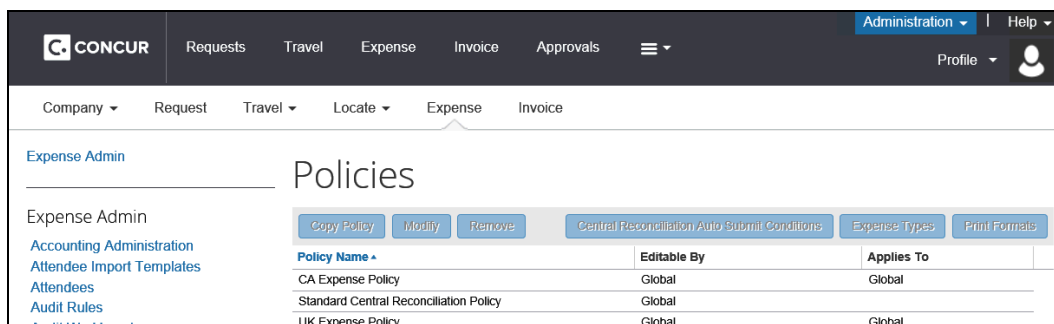 Administration | Help
C. CONCUR Requests Travel Expense Invoice Approvals
Profile
Company Request Travel Locate Expense Invoice
Expense Admin
Policies
Expense Admin
Copy Policy Modify Remove Central Reconciliation Auto Submit Conditions Expense Types Print Formats
Accounting Administration
Policy Name Editable By Applies To
Attendee Import Templates
CA Expense Policy Global Global
Attendees
Standard Central Reconciliation Policy Global
Audit Rules
UK Expense Policy Global Global